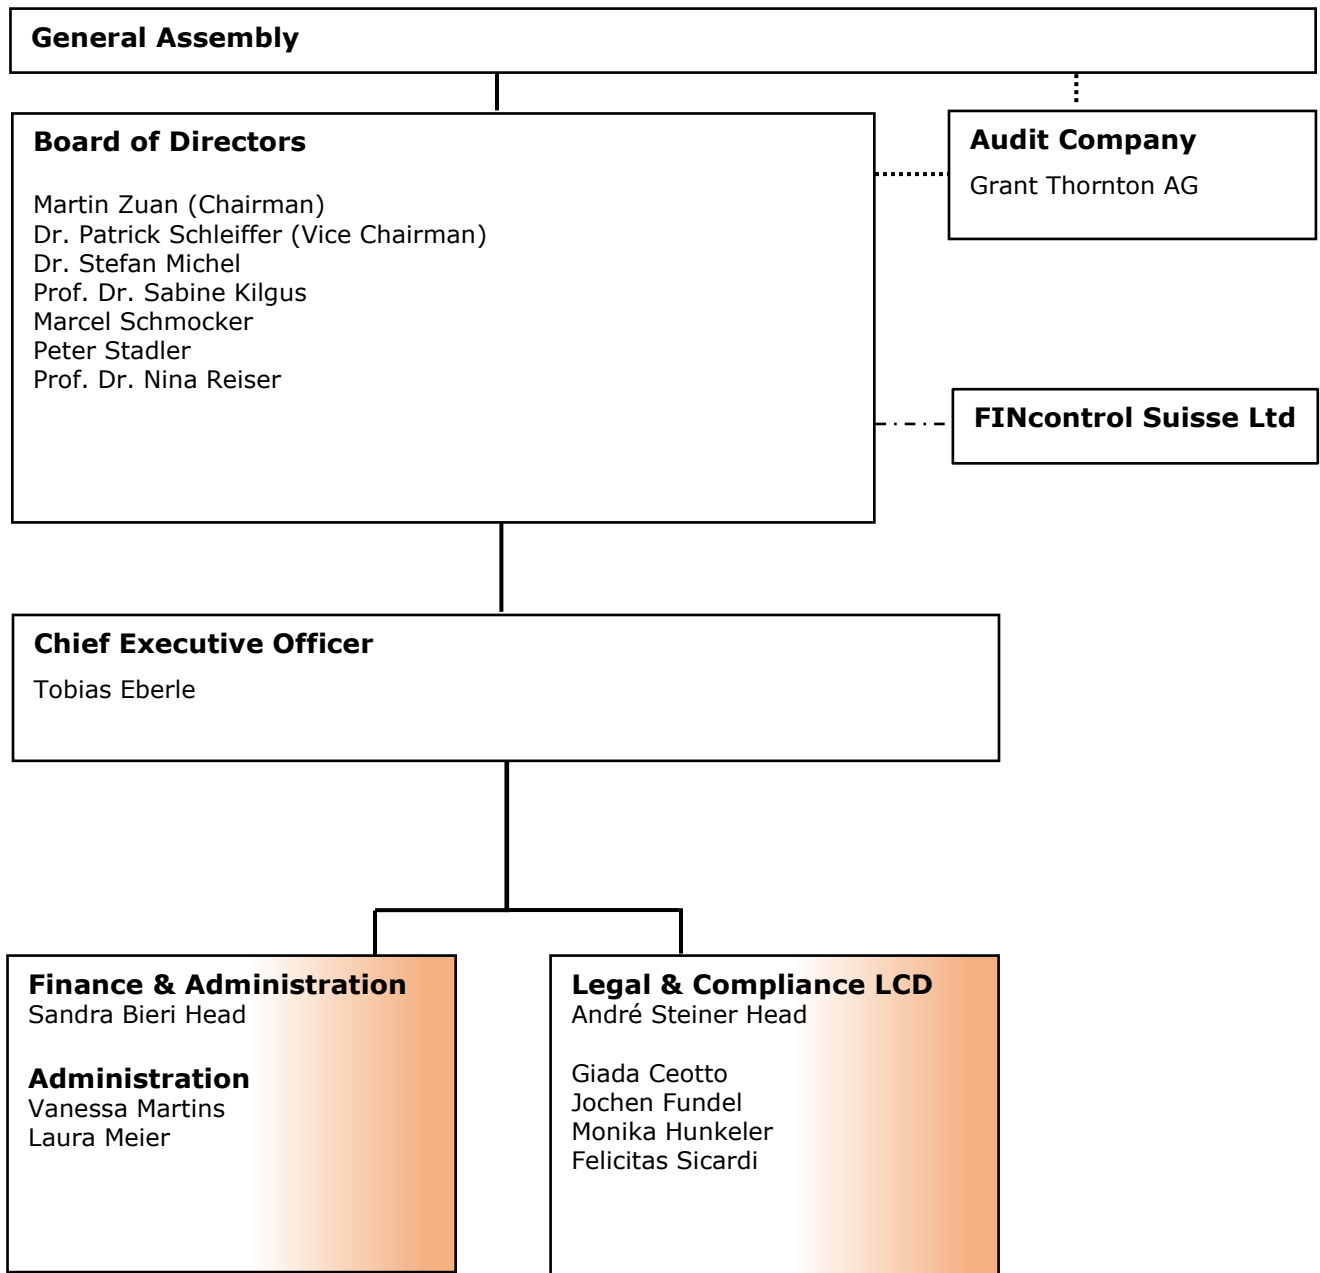 General Assembly
Board of Directors
Martin Zuan (Chairman)
Dr. Patrick Schleiffer (Vice Chairman)
Dr. Stefan Michel
Prof. Dr. Sabine Kilgus
Marcel Schmocker
Peter Stadler
Prof. Dr. Nina Reiser
Audit Company
Grant Thornton AG
FINcontrol Suisse Ltd
Chief Executive Officer
Tobias Eberle
Finance & Administration
Sandra Bieri Head
Administration
Vanessa Martins
Laura Meier
Legal & Compliance LCD
André Steiner Head
Giada Ceotto
Jochen Fundel
Monika Hunkeler
Felicitas Sicardi